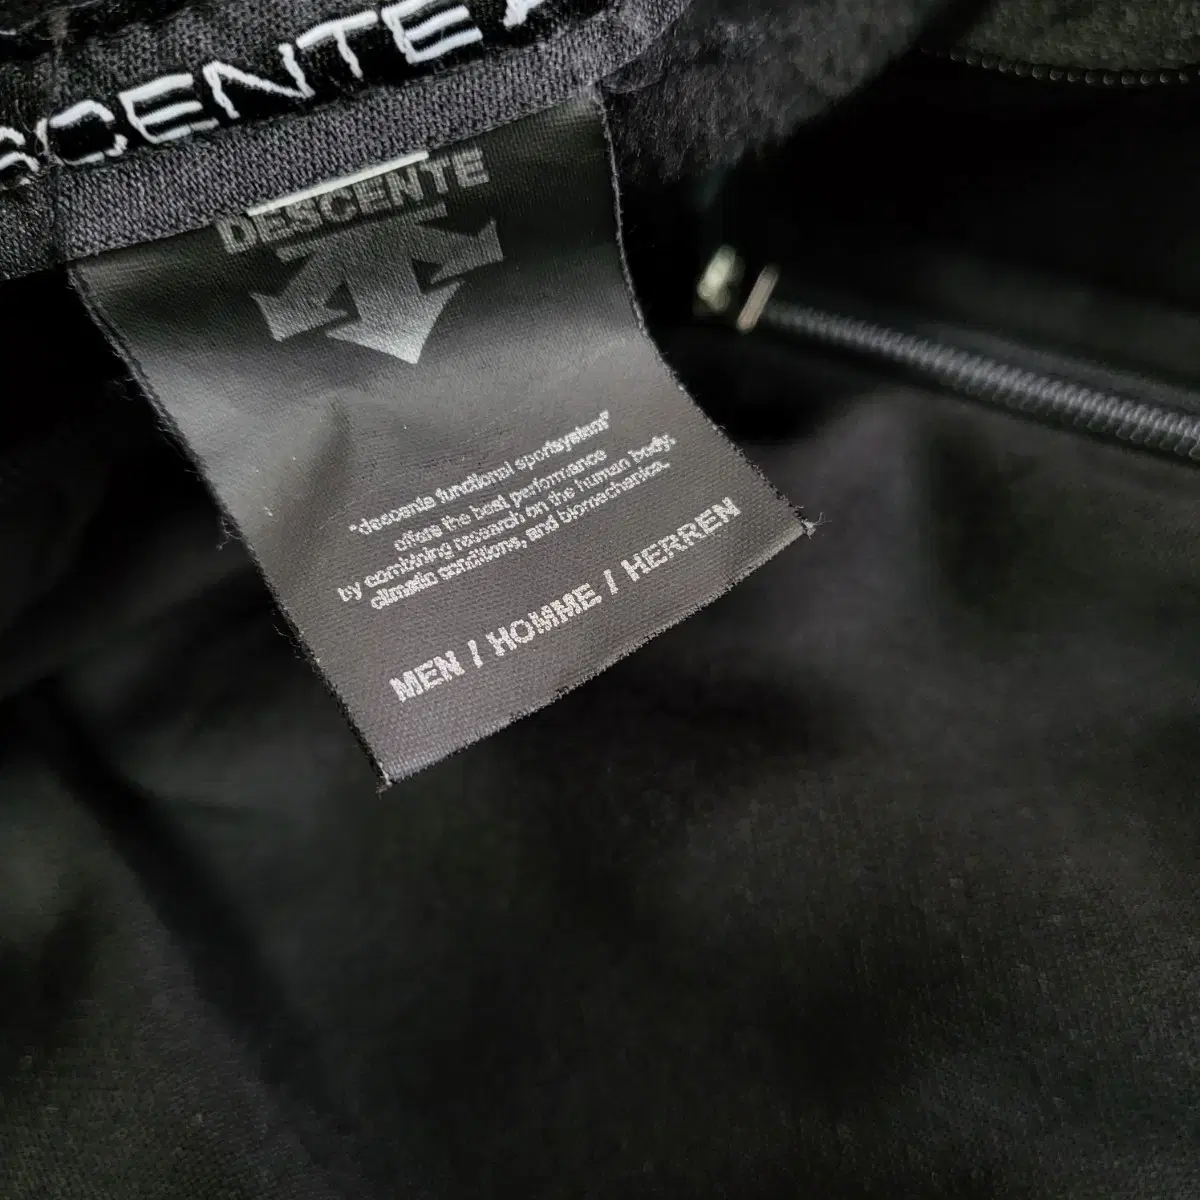 SCENTE
DESCENTE
"descente functional sportsystem"
offers the best performance
by combining research on the human body,
climatic conditions, and biomechanics.
MEN / HOMME / HERREN